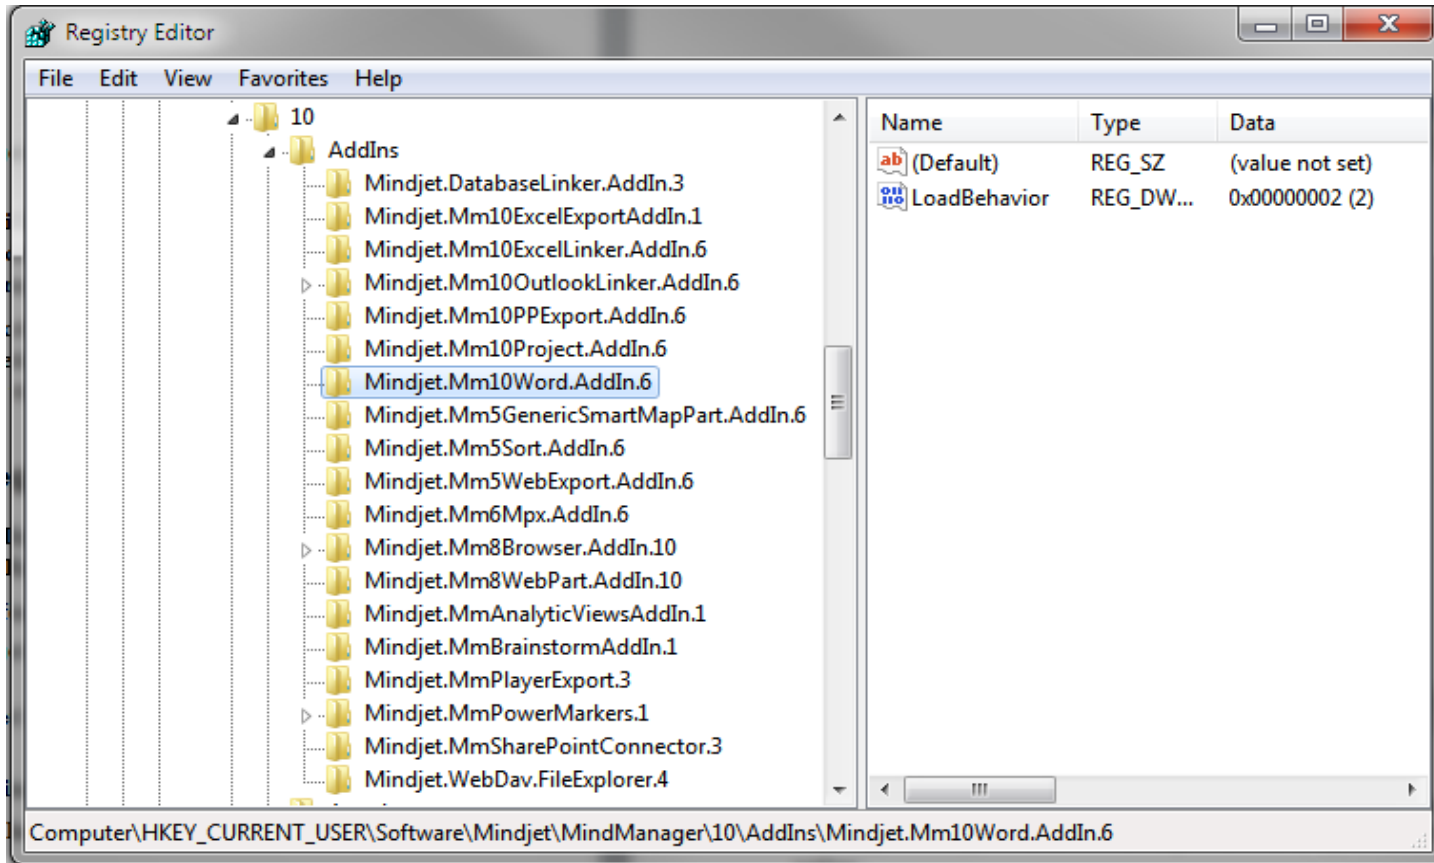 Registry Editor
File Edit View Favorites Help
10
AddIns
Mindjet.DatabaseLinker.AddIn.3
Mindjet.Mm10ExcelExportAddIn.1
Mindjet.Mm10ExcelLinker.AddIn.6
Mindjet.Mm10OutlookLinker.AddIn.6
Mindjet.Mm10PPExport.AddIn.6
Mindjet.Mm10Project.AddIn.6
Mindjet.Mm10Word.AddIn.6
Mindjet.Mm5GenericSmartMapPart.AddIn.6
Mindjet.Mm5Sort.AddIn.6
Mindjet.Mm5WebExport.AddIn.6
Mindjet.Mm6Mpx.AddIn.6
Mindjet.Mm8Browser.AddIn.10
Mindjet.Mm8WebPart.AddIn.10
Mindjet.MmAnalyticViewsAddIn.1
Mindjet.MmBrainstormAddIn.1
Mindjet.MmPlayerExport.3
Mindjet.MmPowerMarkers.1
Mindjet.MmSharePointConnector.3
Mindjet.WebDav.FileExplorer.4
Name Type Data
(Default) REG_SZ (value not set)
LoadBehavior REG_DW... 0x00000002 (2)
Computer\HKEY_CURRENT_USER\Software\Mindjet\MindManager\10\AddIns\Mindjet.Mm10Word.AddIn.6